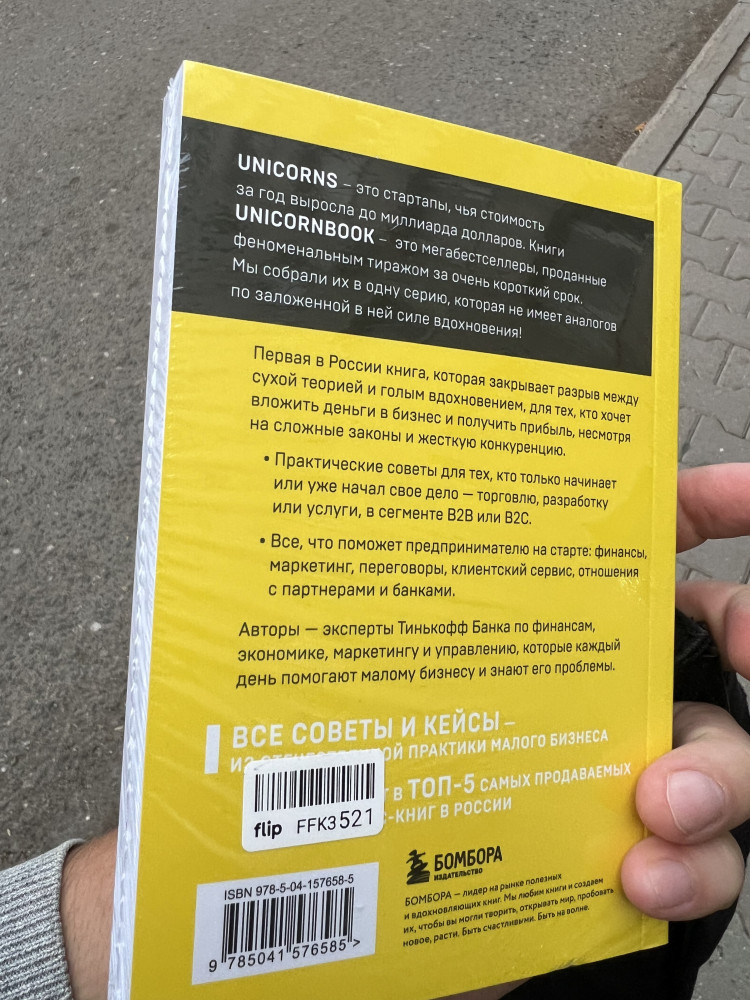 UNICORNS – это стартапы, чья стоимость
за год выросла до миллиарда долларов. Книги
UNICORNBOOK – это мегабестселлеры, проданные
феноменальным тиражом за очень короткий срок.
Мы собрали их в одну серию, которая не имеет аналогов
по заложенной в ней силе вдохновения!
Первая в России книга, которая закрывает разрыв между
сухой теорией и голым вдохновением, для тех, кто хочет
вложить деньги в бизнес и получить прибыль, несмотря
на сложные законы и жесткую конкуренцию.
• Практические советы для тех, кто только начинает
или уже начал свое дело — торговлю, разработку
или услуги, в сегменте B2B или B2C.
• Все, что поможет предпринимателю на старте: финансы,
маркетинг, переговоры, клиентский сервис, отношения
с партнерами и банками.
Авторы — эксперты Тинькофф Банка по финансам,
экономике, маркетингу и управлению, которые каждый
день помогают малому бизнесу и знают его проблемы.
ВСЕ СОВЕТЫ И КЕЙСЫ –
ИЗ ОТЕЧЕСТВЕННОЙ ПРАКТИКИ МАЛОГО БИЗНЕСА
В ТОП-5 САМЫХ ПРОДАВАЕМЫХ
-КНИГ В РОССИИ
flip FFK3521
БОМБОРА
ИЗДАТЕЛЬСТВО
БОМБОРА — лидер на рынке полезных
и вдохновляющих книг. Мы любим книги и создаем
их, чтобы вы могли творить, открывать мир, пробовать
новое, расти. Быть счастливыми. Быть на волне.
ISBN 978-5-04-157658-5
9 785041 576585 >